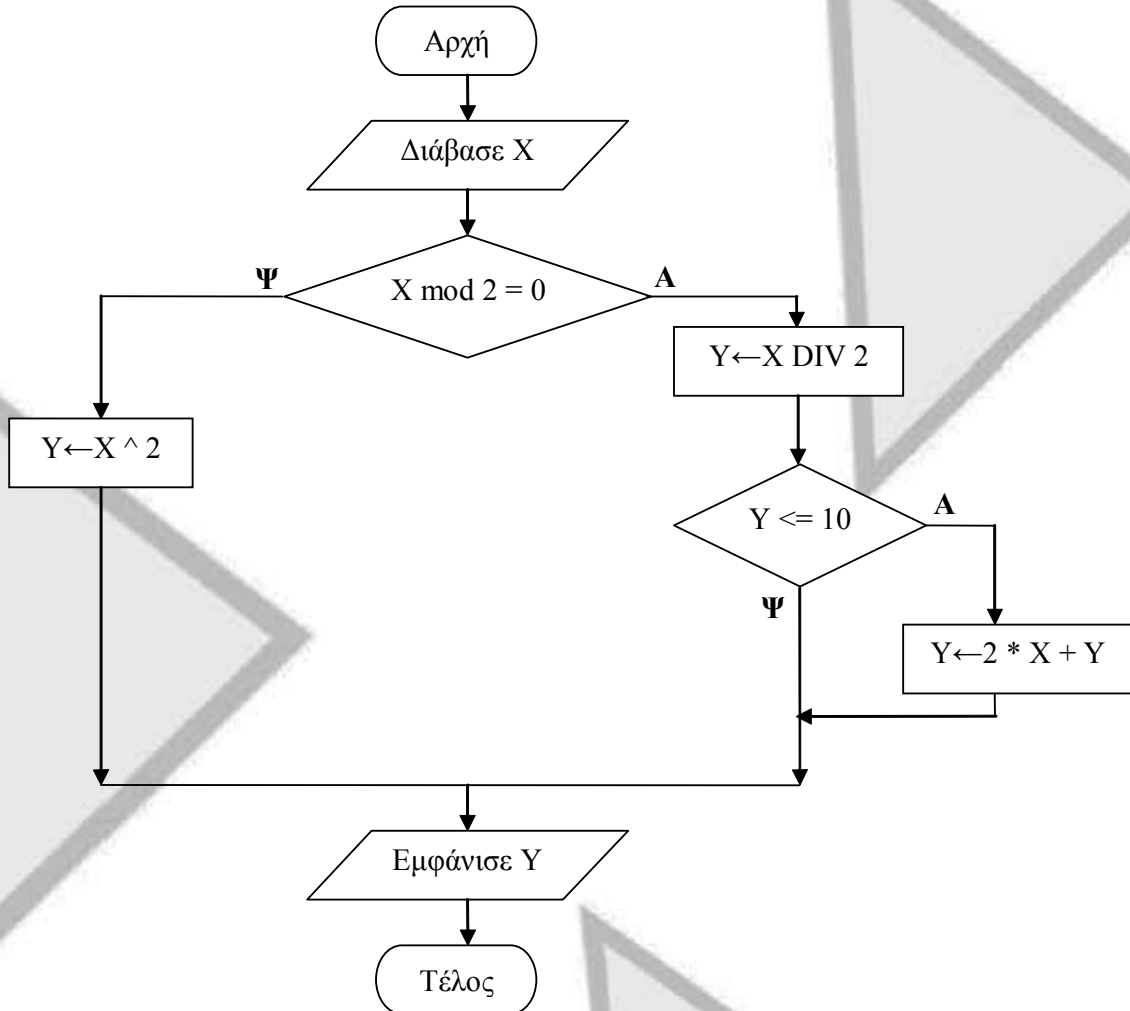 Αρχή
Διάβασε Χ
Ψ
X mod 2 = 0
Α
Y←X DIV 2
Y←X ^ 2
Y <= 10
Α
Ψ
Y←2 * X + Y
Εμφάνισε Υ
Τέλος